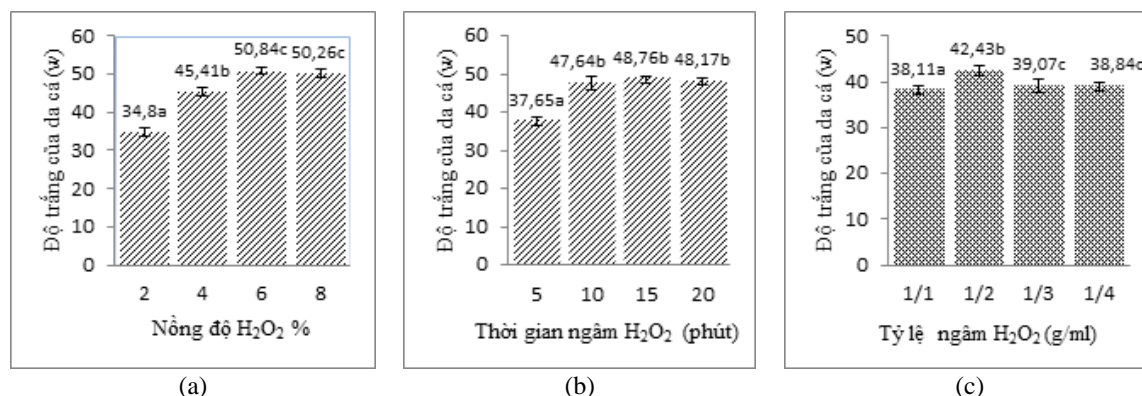 Độ trắng của da cá (w)
60
50
40
30
20
10
0
34,8a
45,41b
50,84c
50,26c
2 4 6 8
Nồng độ H₂O₂ %
(a)
Độ trắng của da cá (w)
60
50
40
30
20
10
0
37,65a
47,64b
48,76b
48,17b
5 10 15 20
Thời gian ngâm H₂O₂ (phút)
(b)
Độ trắng của da cá (w)
50
40
30
20
10
0
38,11a
42,43b
39,07c
38,84c
1/1 1/2 1/3 1/4
Tỷ lệ ngâm H₂O₂ (g/ml)
(c)